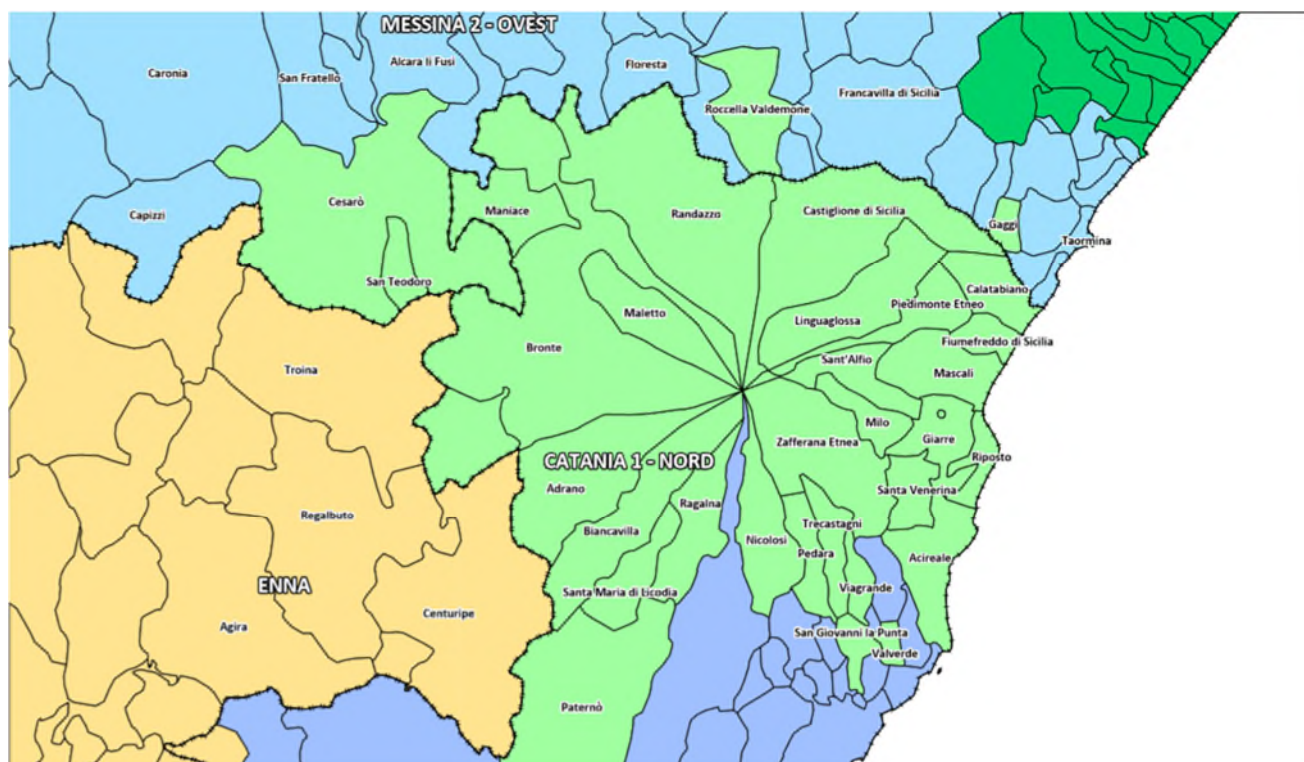 MESSINA 2 - OVEST
Alcara li Fusi
Floresta
Caronia
San Fratello
Francavilla di Sicilia
Roccella Valdemone
Cesarò
Maniace
Randazzo
Castiglione di Sicilia
Capizzi
Gaggi
Taormina
San Teodoro
Calatabiano
Piedimonte Etneo
Maletto
Linguaglossa
Bronte
Fiumefreddo di Sicilia
Sant'Alfio
Troina
Mascali
Milo
Zafferana Etnea
Giarre
CATANIA 1 - NORD
Riposto
Adrano
Santa Venerina
Ragalna
Regalbuto
Trecastagni
Biancavilla
Nicolosi
Pedara
Acireale
ENNA
Viagrande
Santa Maria di Licodia
Centuripe
Agira
San Giovanni la Punta
Valverde
Paternò